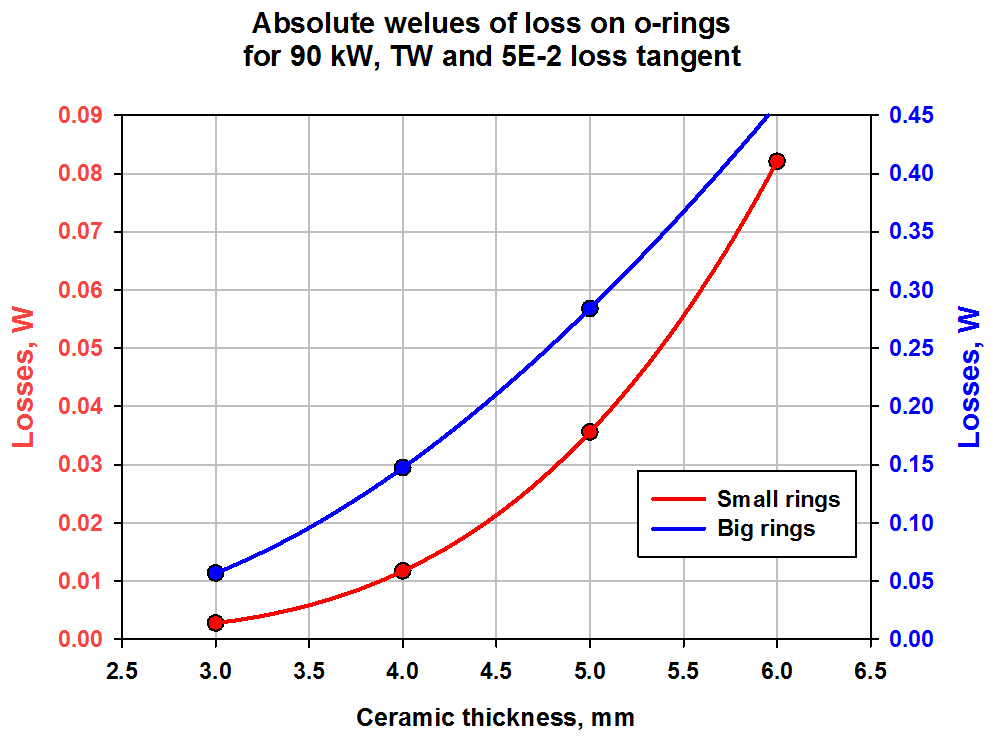 Absolute welues of loss on o-rings
for 90 kW, TW and 5E-2 loss tangent
0.09
0.08
0.07
0.06
0.05
0.04
0.03
0.02
0.01
0.00
Losses, W
0.45
0.40
0.35
0.30
0.25
0.20
0.15
0.10
0.05
0.00
Losses, W
Small rings
Big rings
2.5 3.0 3.5 4.0 4.5 5.0 5.5 6.0 6.5
Ceramic thickness, mm